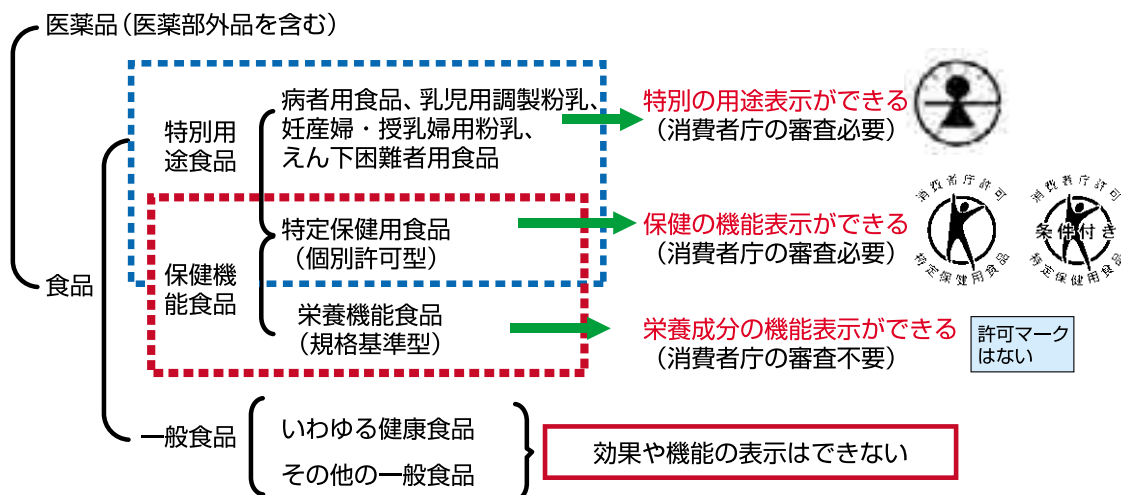 医薬品（医薬部外品を含む）
特別用
途食品
病者用食品、乳児用調製粉乳、
妊産婦・授乳婦用粉乳、
えん下困難者用食品
特別の用途表示ができる
（消費者庁の審査必要）
食品
保健機
能食品
特定保健用食品
（個別許可型）
保健の機能表示ができる
（消費者庁の審査必要）
消費者庁許可
特定保健用食品
消費者庁許可
条件付き
特定保健用食品
栄養機能食品
（規格基準型）
栄養成分の機能表示ができる
（消費者庁の審査不要）
許可マーク
はない
一般食品
いわゆる健康食品
その他の一般食品
効果や機能の表示はできない